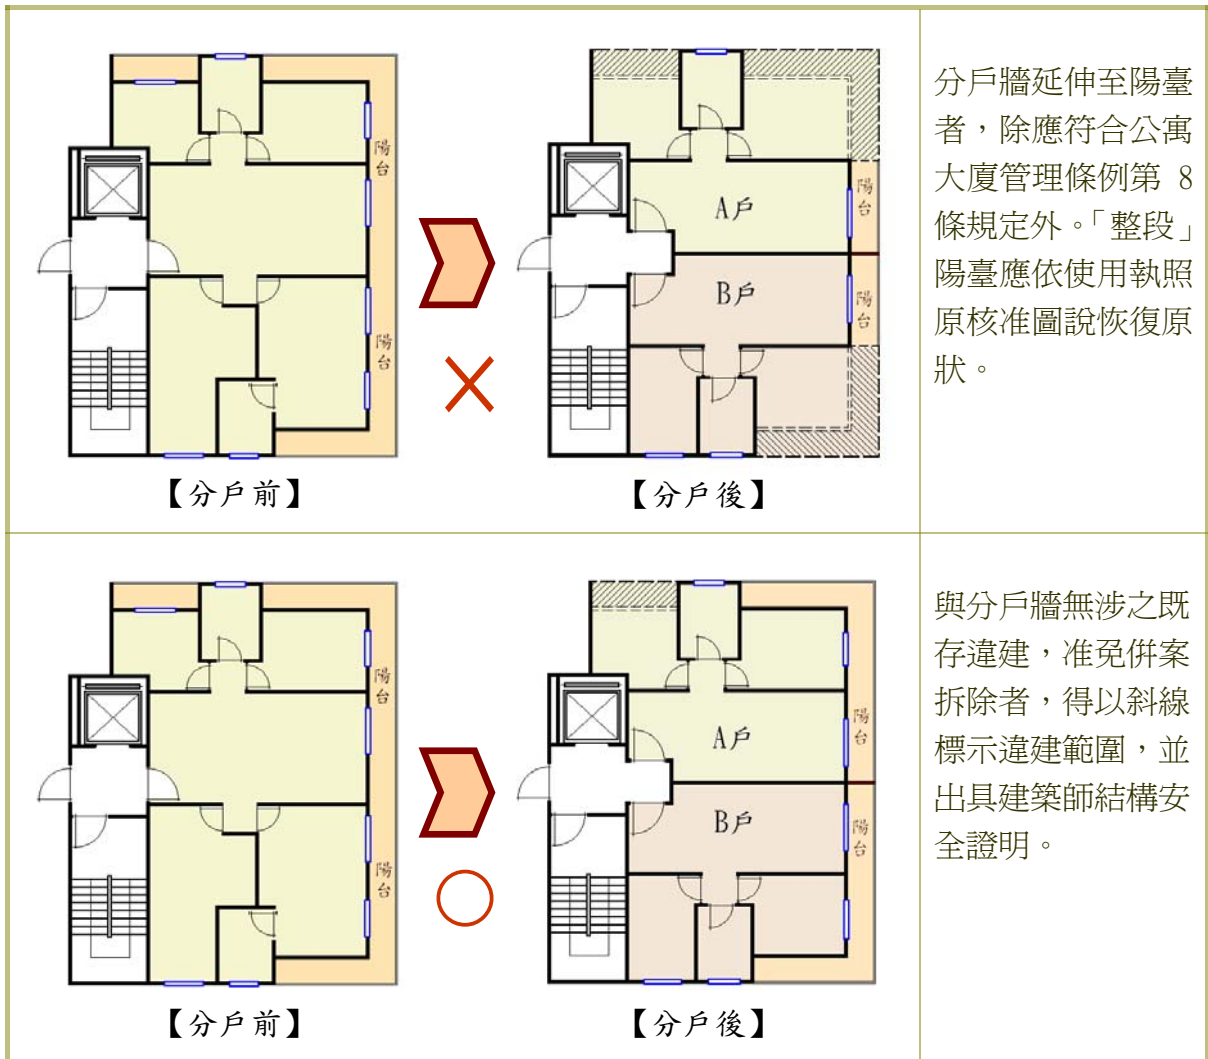 陽台
陽台
【分戶前】
陽台
A戶
陽台
B戶
【分戶後】
分戶牆延伸至陽臺
者，除應符合公寓
大廈管理條例第 8
條規定外。「整段」
陽臺應依使用執照
原核准圖說恢復原
狀。
陽台
陽台
【分戶前】
陽台
A戶
陽台
B戶
【分戶後】
與分戶牆無涉之既
存違建，准免併案
拆除者，得以斜線
標示違建範圍，並
出具建築師結構安
全證明。